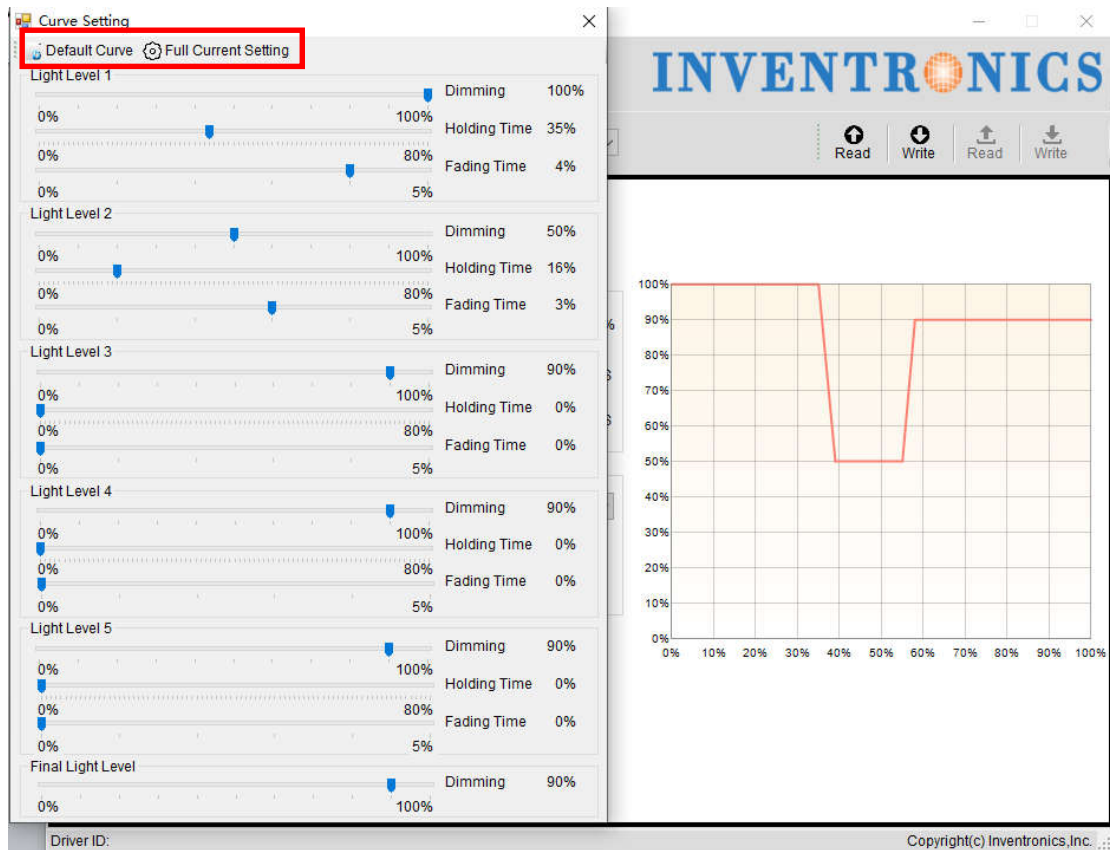 Curve Setting
Default Curve Full Current Setting
Light Level 1
Dimming 100%
0% 100%
Holding Time 35%
0% 80%
Fading Time 4%
0% 5%
Light Level 2
Dimming 50%
0% 100%
Holding Time 16%
0% 80%
Fading Time 3%
0% 5%
Light Level 3
Dimming 90%
0% 100%
Holding Time 0%
0% 80%
Fading Time 0%
0% 5%
Light Level 4
Dimming 90%
0% 100%
Holding Time 0%
0% 80%
Fading Time 0%
0% 5%
Light Level 5
Dimming 90%
0% 100%
Holding Time 0%
0% 80%
Fading Time 0%
0% 5%
Final Light Level
Dimming 90%
0% 100%
INVENTRONICS
Read Write Read Write
%
S
S
100%
90%
80%
70%
60%
50%
40%
30%
20%
10%
0%
0% 10% 20% 30% 40% 50% 60% 70% 80% 90% 100%
Driver ID: Copyright(c) Inventronics,Inc.